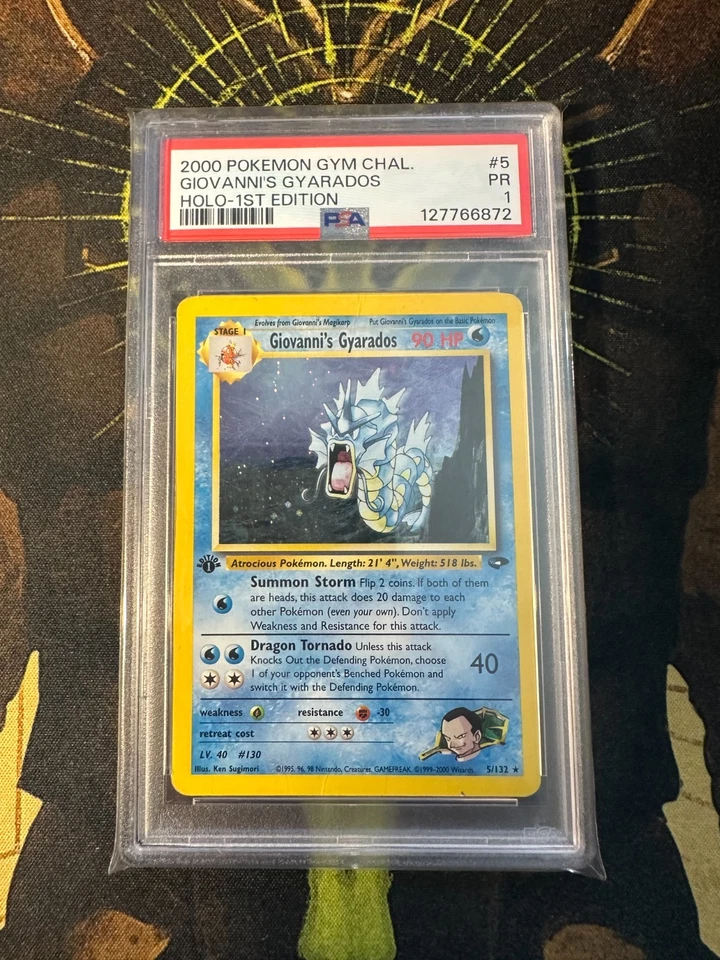 2000 POKEMON GYM CHAL. #5
GIOVANNI'S GYARADOS PR
HOLO-1ST EDITION 1
PSA 127766872
Evolves from Giovanni's Magikarp Put Giovanni's Gyarados on the Basic Pokémon
STAGE 1
Giovanni's Gyarados 90 HP
EDITION
1
Atrocious Pokémon. Length: 21' 4", Weight: 518 lbs.
Summon Storm Flip 2 coins. If both of them
are heads, this attack does 20 damage to each
other Pokémon (even your own). Don't apply
Weakness and Resistance for this attack.
Dragon Tornado Unless this attack
Knocks Out the Defending Pokémon, choose
1 of your opponent's Benched Pokémon and
switch it with the Defending Pokémon.
40
weakness resistance -30
retreat cost
LV. 40 #130
Illus. Ken Sugimori ©1995, 96, 98 Nintendo, Creatures, GAMEFREAK. ©1999-2000 Wizards. 5/132 ★